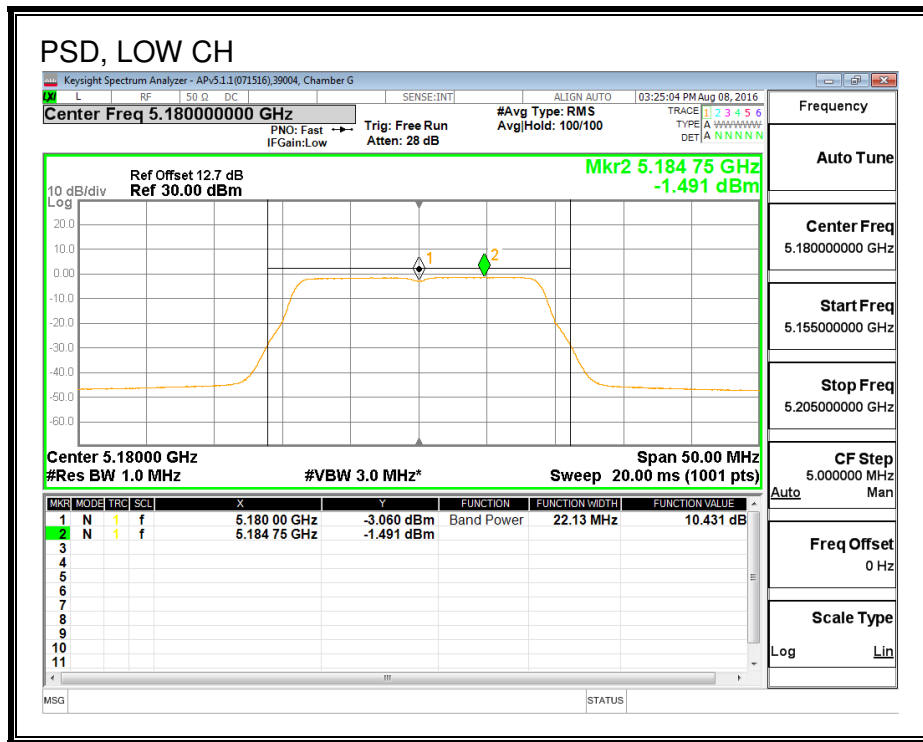 PSD, LOW CH
Keysight Spectrum Analyzer - APv5.1.1(071516),39004, Chamber G
LXI L RF 50 Ω DC SENSE:INT ALIGN AUTO 03:25:04 PM Aug 08, 2016
Center Freq 5.180000000 GHz
PNO: Fast
IFGain:Low
Trig: Free Run
Atten: 28 dB
#Avg Type: RMS
Avg|Hold: 100/100
TRACE 1 2 3 4 5 6
TYPE A WWWWW
DET A N N N N N
Ref Offset 12.7 dB
10 dB/div Ref 30.00 dBm
Log
Mkr2 5.184 75 GHz
-1.491 dBm
20.0
10.0
0.00
-10.0
-20.0
-30.0
-40.0
-50.0
-60.0
1
2
Center 5.18000 GHz Span 50.00 MHz
#Res BW 1.0 MHz #VBW 3.0 MHz* Sweep 20.00 ms (1001 pts)
MKR MODE TRC SCL X Y FUNCTION FUNCTION WIDTH FUNCTION VALUE
1 N 1 f 5.180 00 GHz -3.060 dBm Band Power 22.13 MHz 10.431 dB
2 N 1 f 5.184 75 GHz -1.491 dBm
3
4
5
6
7
8
9
10
11
MSG STATUS
Frequency
Auto Tune
Center Freq
5.180000000 GHz
Start Freq
5.155000000 GHz
Stop Freq
5.205000000 GHz
CF Step
5.000000 MHz
Auto Man
Freq Offset
0 Hz
Scale Type
Log Lin